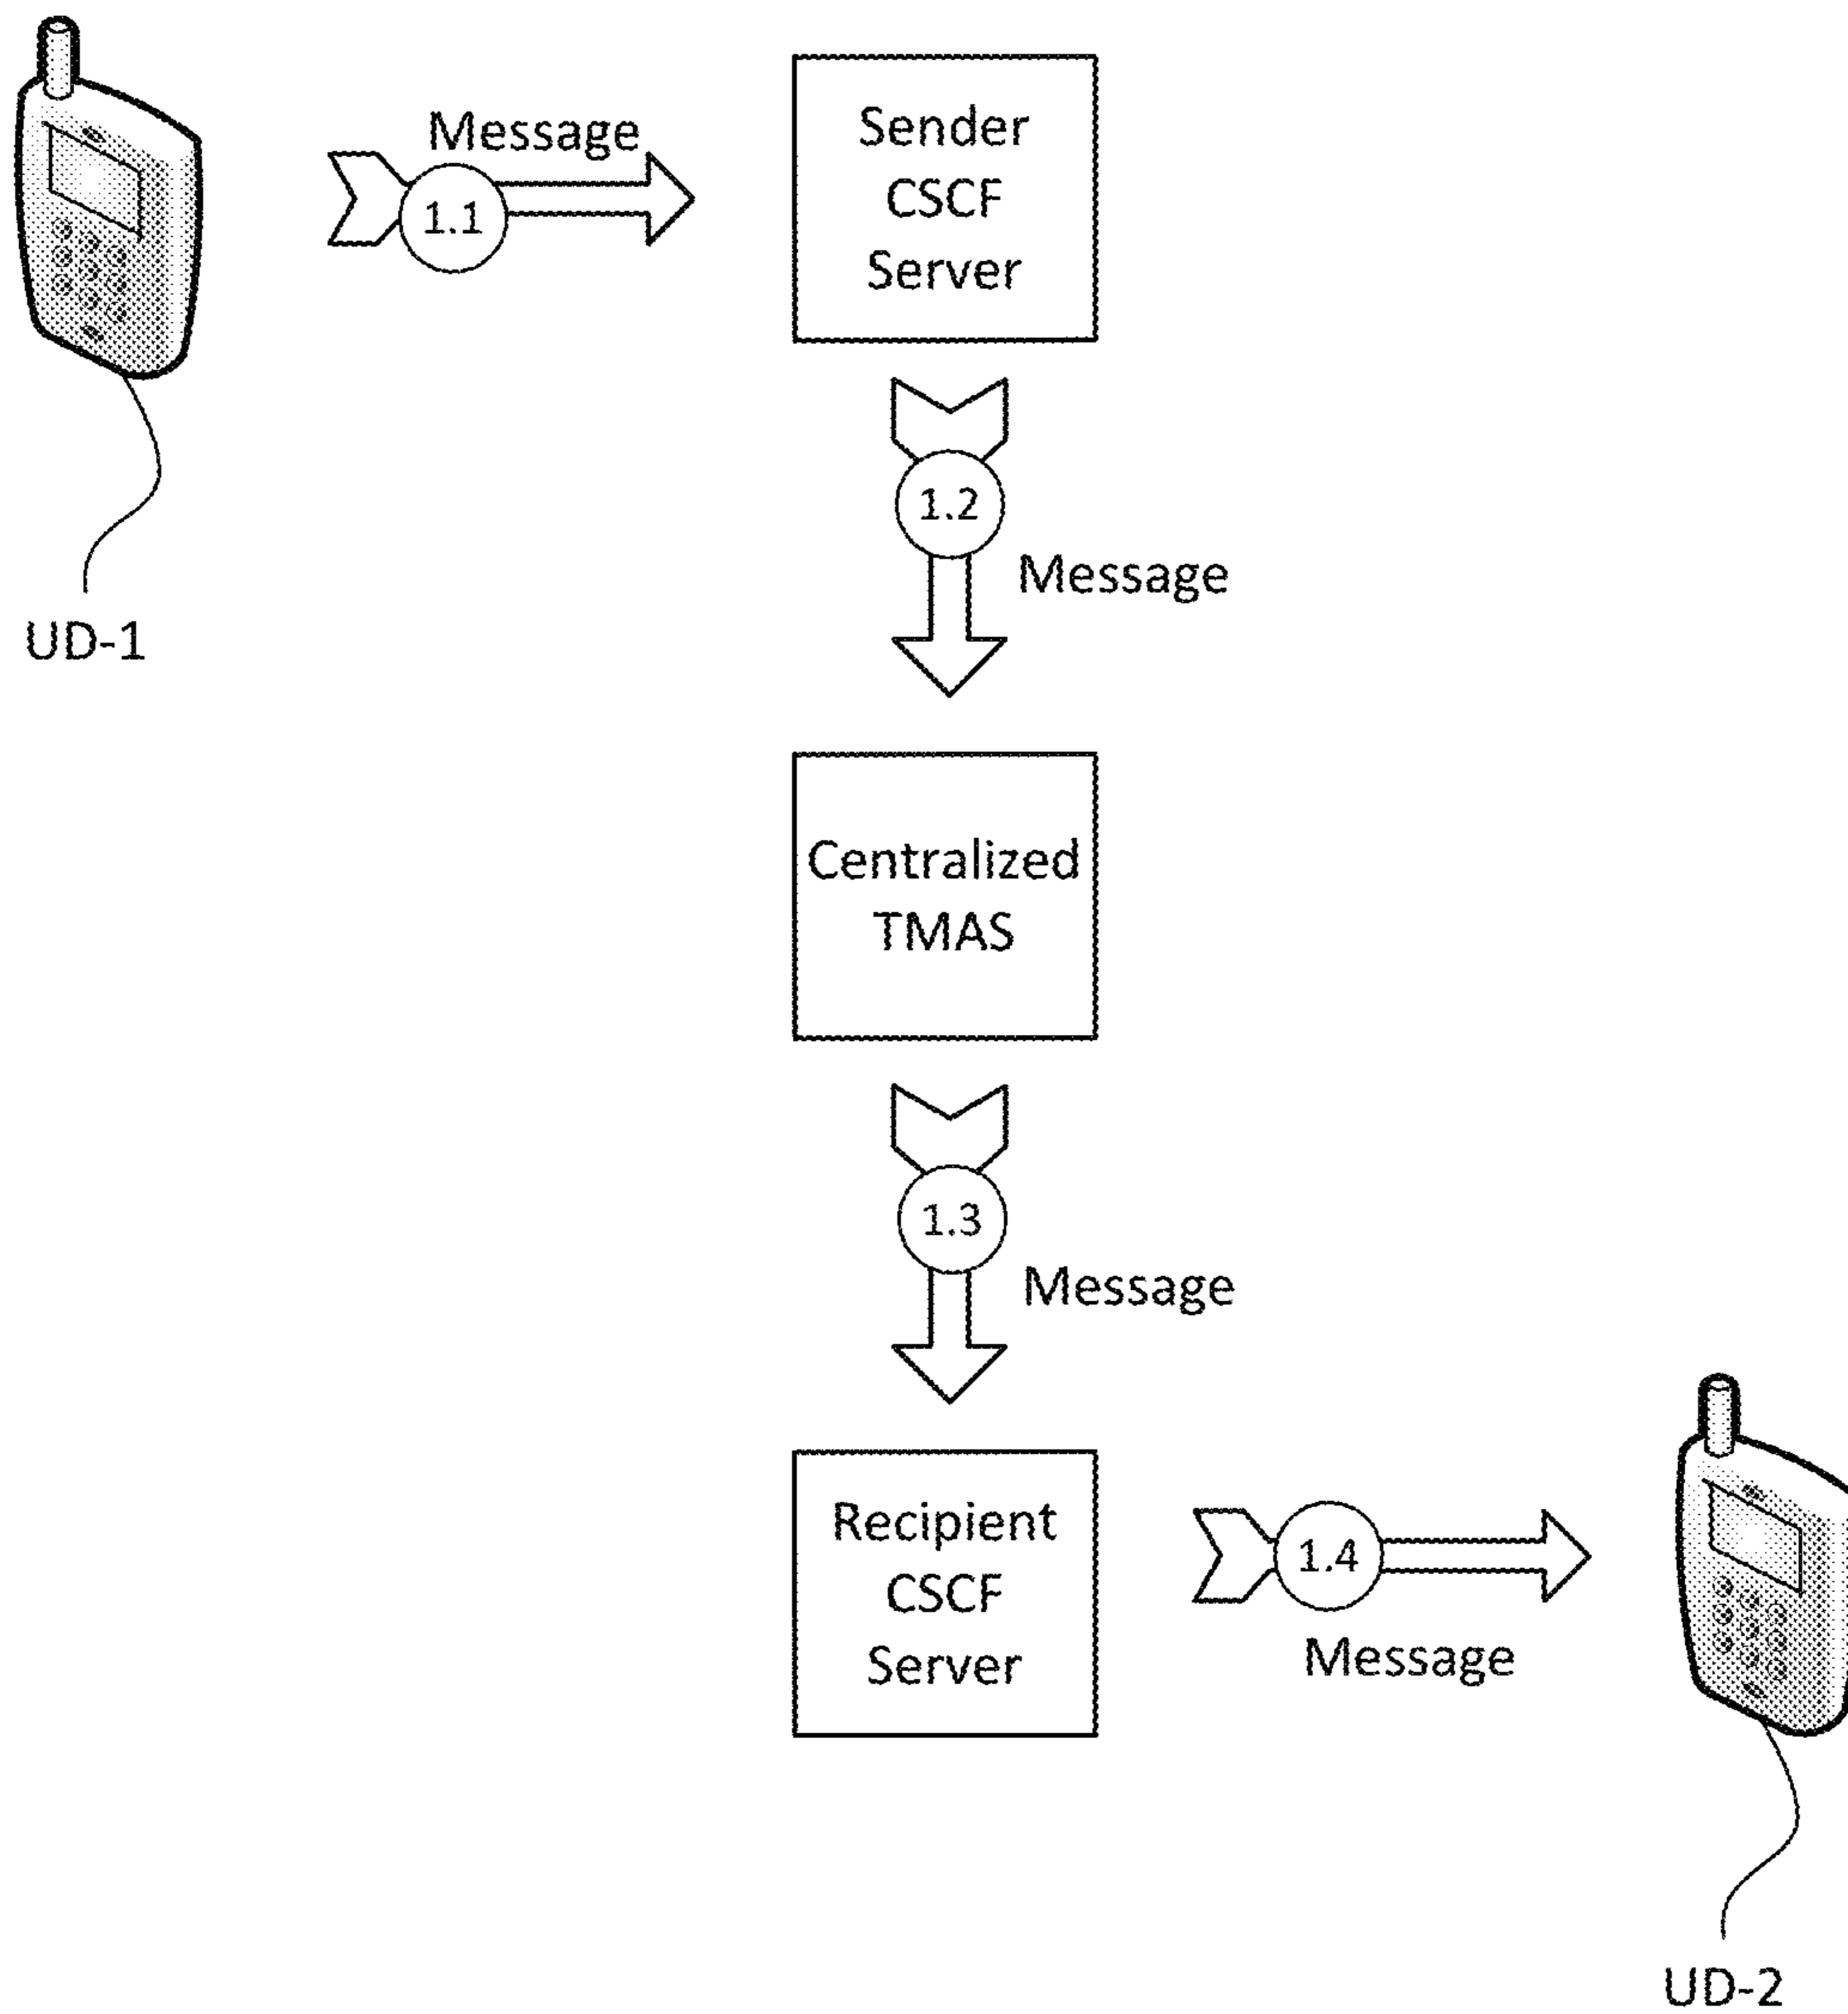 Message
1.1
Sender
CSCF
Server
1.2
Message
UD-1
Centralized
TMAS
1.3
Message
Recipient
CSCF
Server
1.4
Message
UD-2